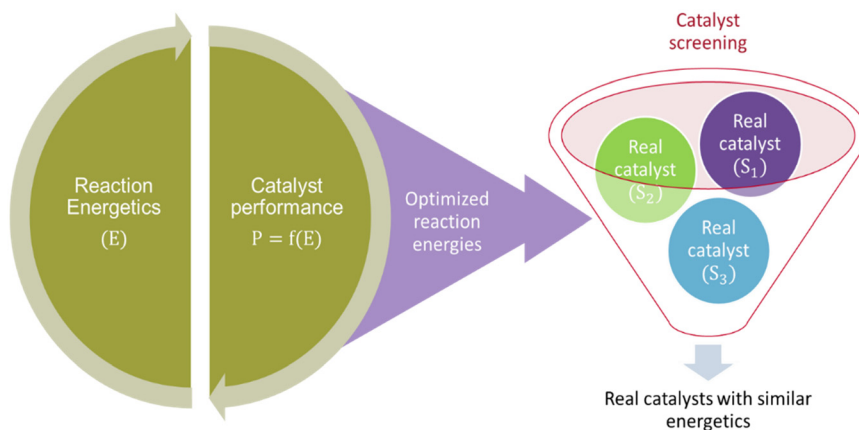 Reaction
Energetics
(E)
Catalyst
performance
P = f(E)
Optimized
reaction
energies
Catalyst
screening
Real
catalyst
(S₁)
Real
catalyst
(S₂)
Real
catalyst
(S₃)
Real catalysts with similar
energetics